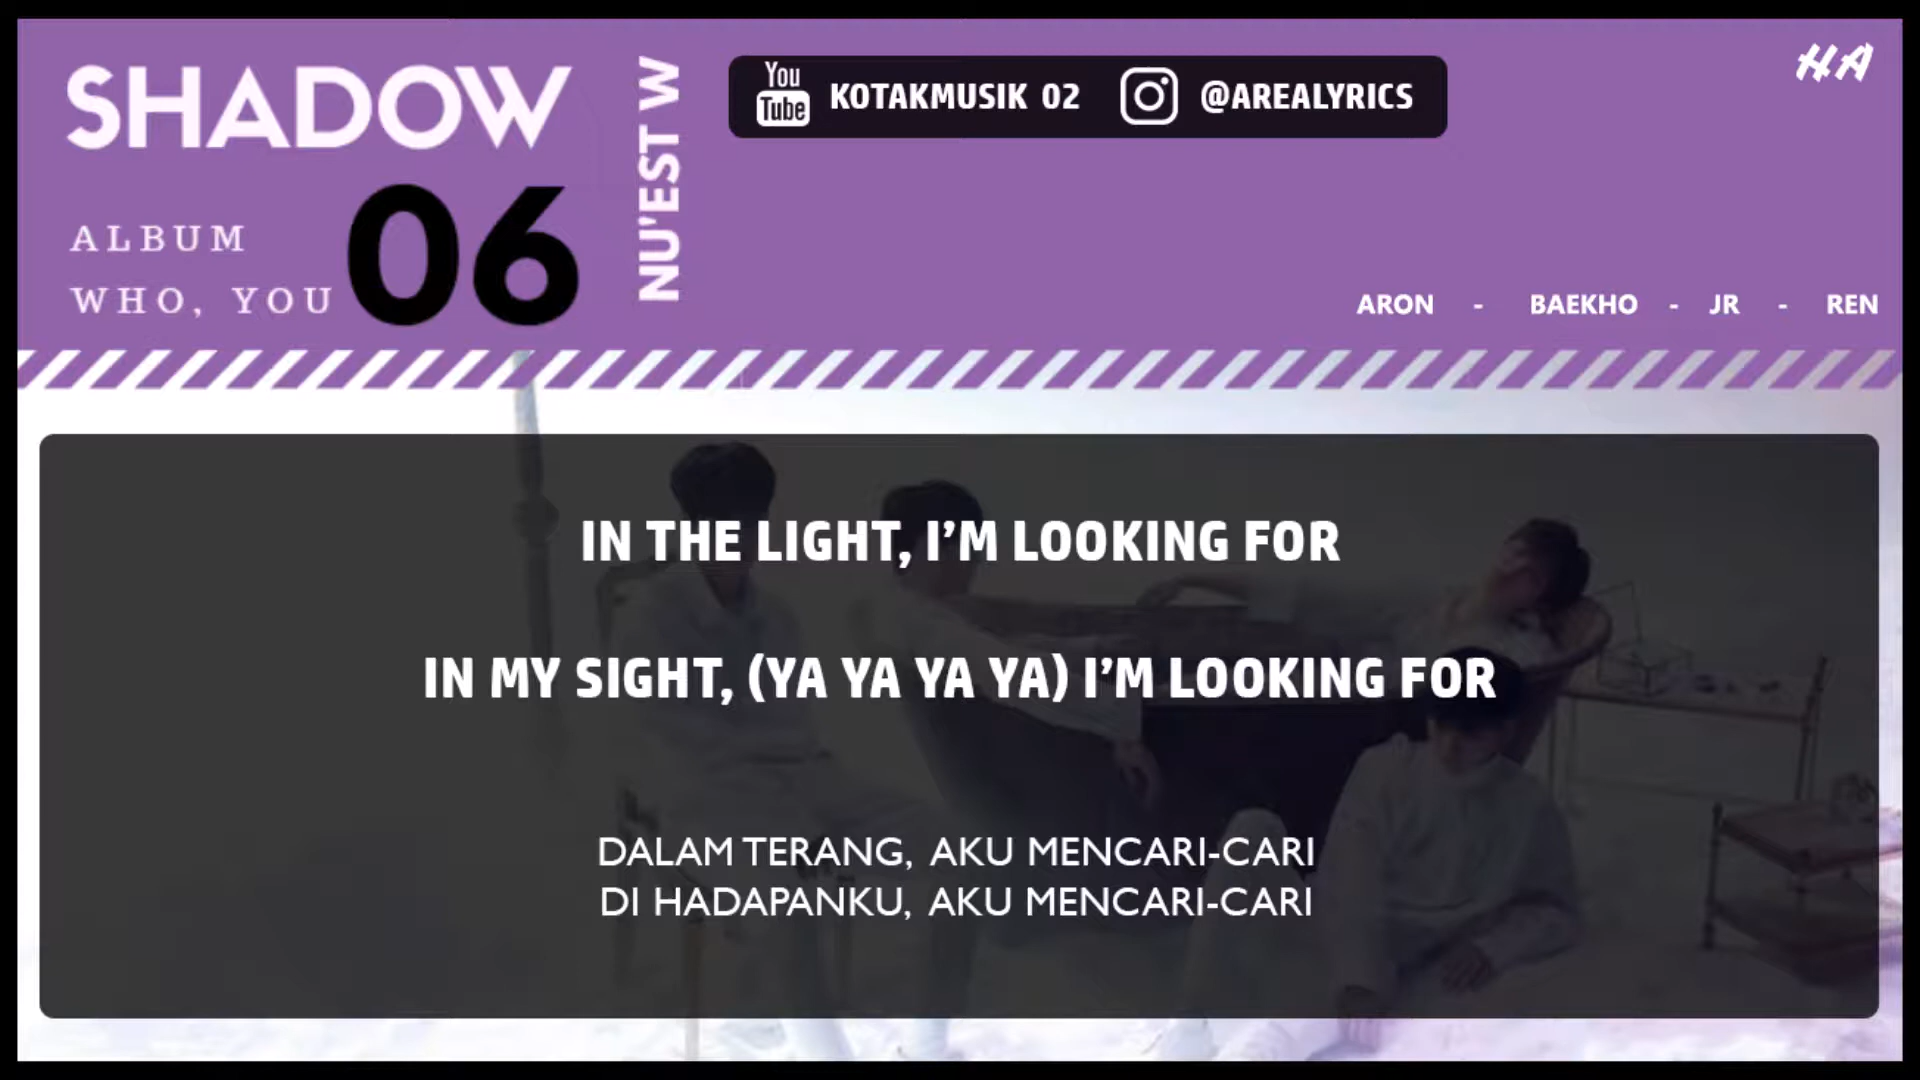 SHADOW
ALBUM
WHO, YOU
06
NU'EST W
You
Tube
KOTAKMUSIK 02
@AREALYRICS
HA
ARON - BAEKHO - JR - REN
IN THE LIGHT, I’M LOOKING FOR
IN MY SIGHT, (YA YA YA YA) I’M LOOKING FOR
DALAM TERANG, AKU MENCARI-CARI
DI HADAPANKU, AKU MENCARI-CARI